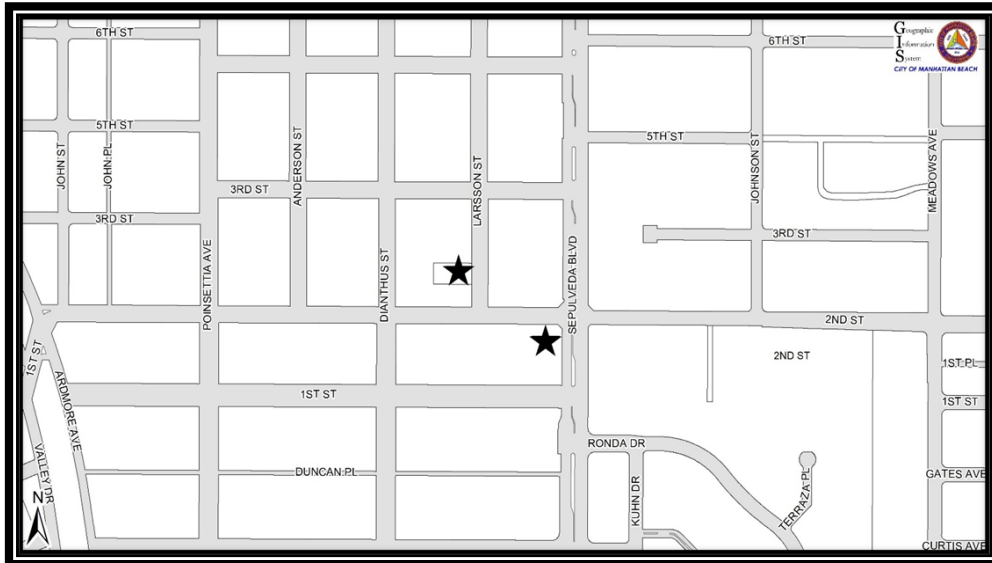 6TH ST
6TH ST
Geographic
Information
System
CITY OF MANHATTAN BEACH
5TH ST
5TH ST
JOHN ST
JOHN PL
ANDERSON ST
LARSSON ST
JOHNSON ST
MEADOWS AVE
3RD ST
3RD ST
3RD ST
POINSETTIA AVE
DIANTHUS ST
SEPULVEDA BLVD
2ND ST
2ND ST
1ST ST
ARDMORE AVE
1ST PL
1ST ST
1ST ST
RONDA DR
VALLEY DR
DUNCAN PL
KUHN DR
TERRAZA PL
GATES AVE
CURTIS AVE
N